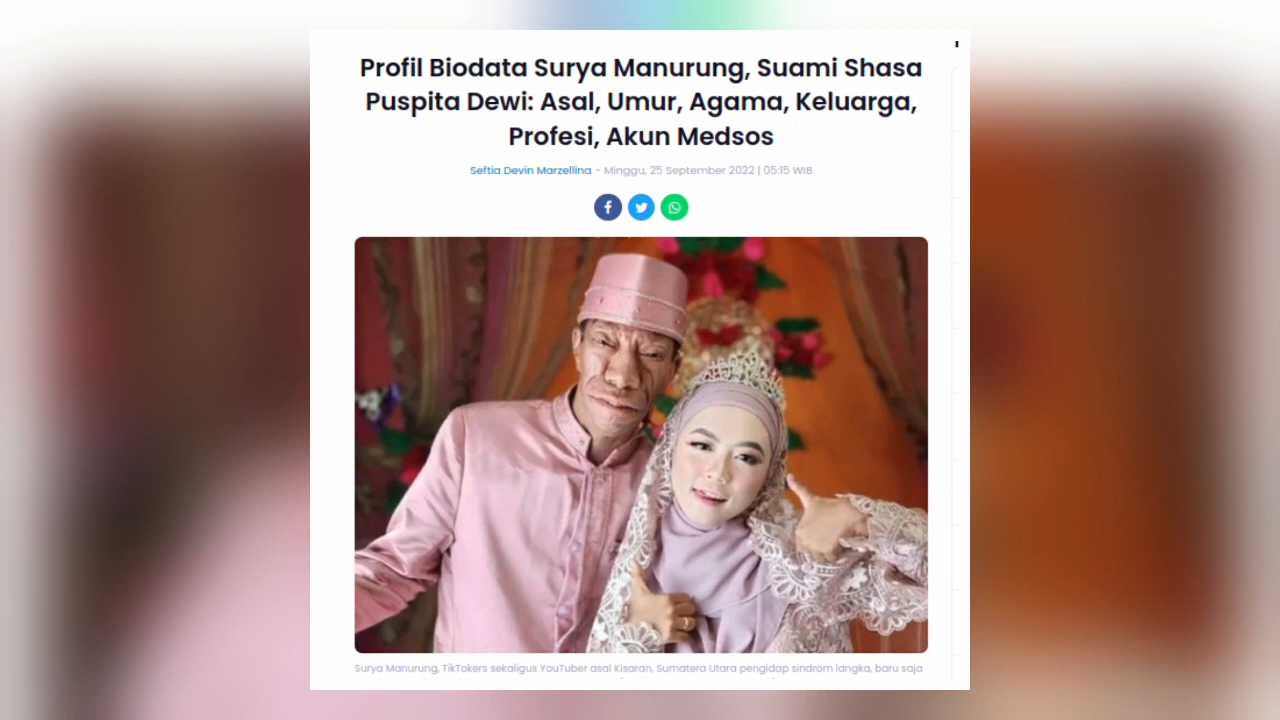 Profil Biodata Surya Manurung, Suami Shasa
Puspita Dewi: Asal, Umur, Agama, Keluarga,
Profesi, Akun Medsos
Seftia Devin Marzellina - Minggu, 25 September 2022 | 05:15 WIB
Surya Manurung, TikTokers sekaligus YouTuber asal Kisaran, Sumatera Utara pengidap sindrom langka, baru saja